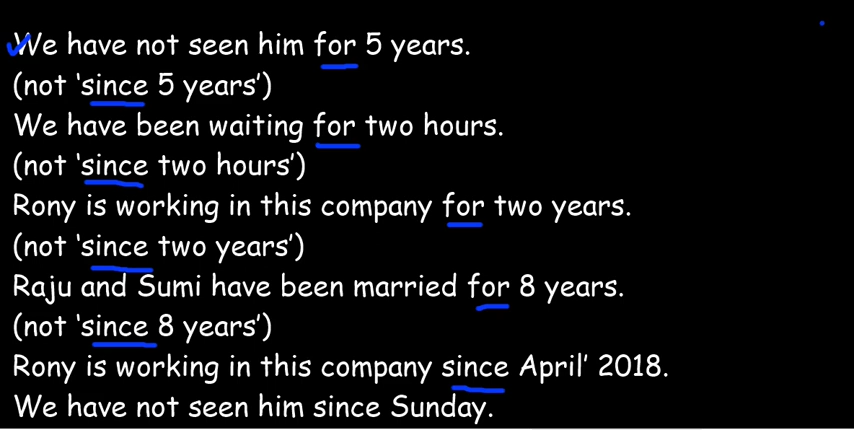 We have not seen him for 5 years.
(not ‘since 5 years’)
We have been waiting for two hours.
(not ‘since two hours’)
Rony is working in this company for two years.
(not ‘since two years’)
Raju and Sumi have been married for 8 years.
(not ‘since 8 years’)
Rony is working in this company since April’ 2018.
We have not seen him since Sunday.